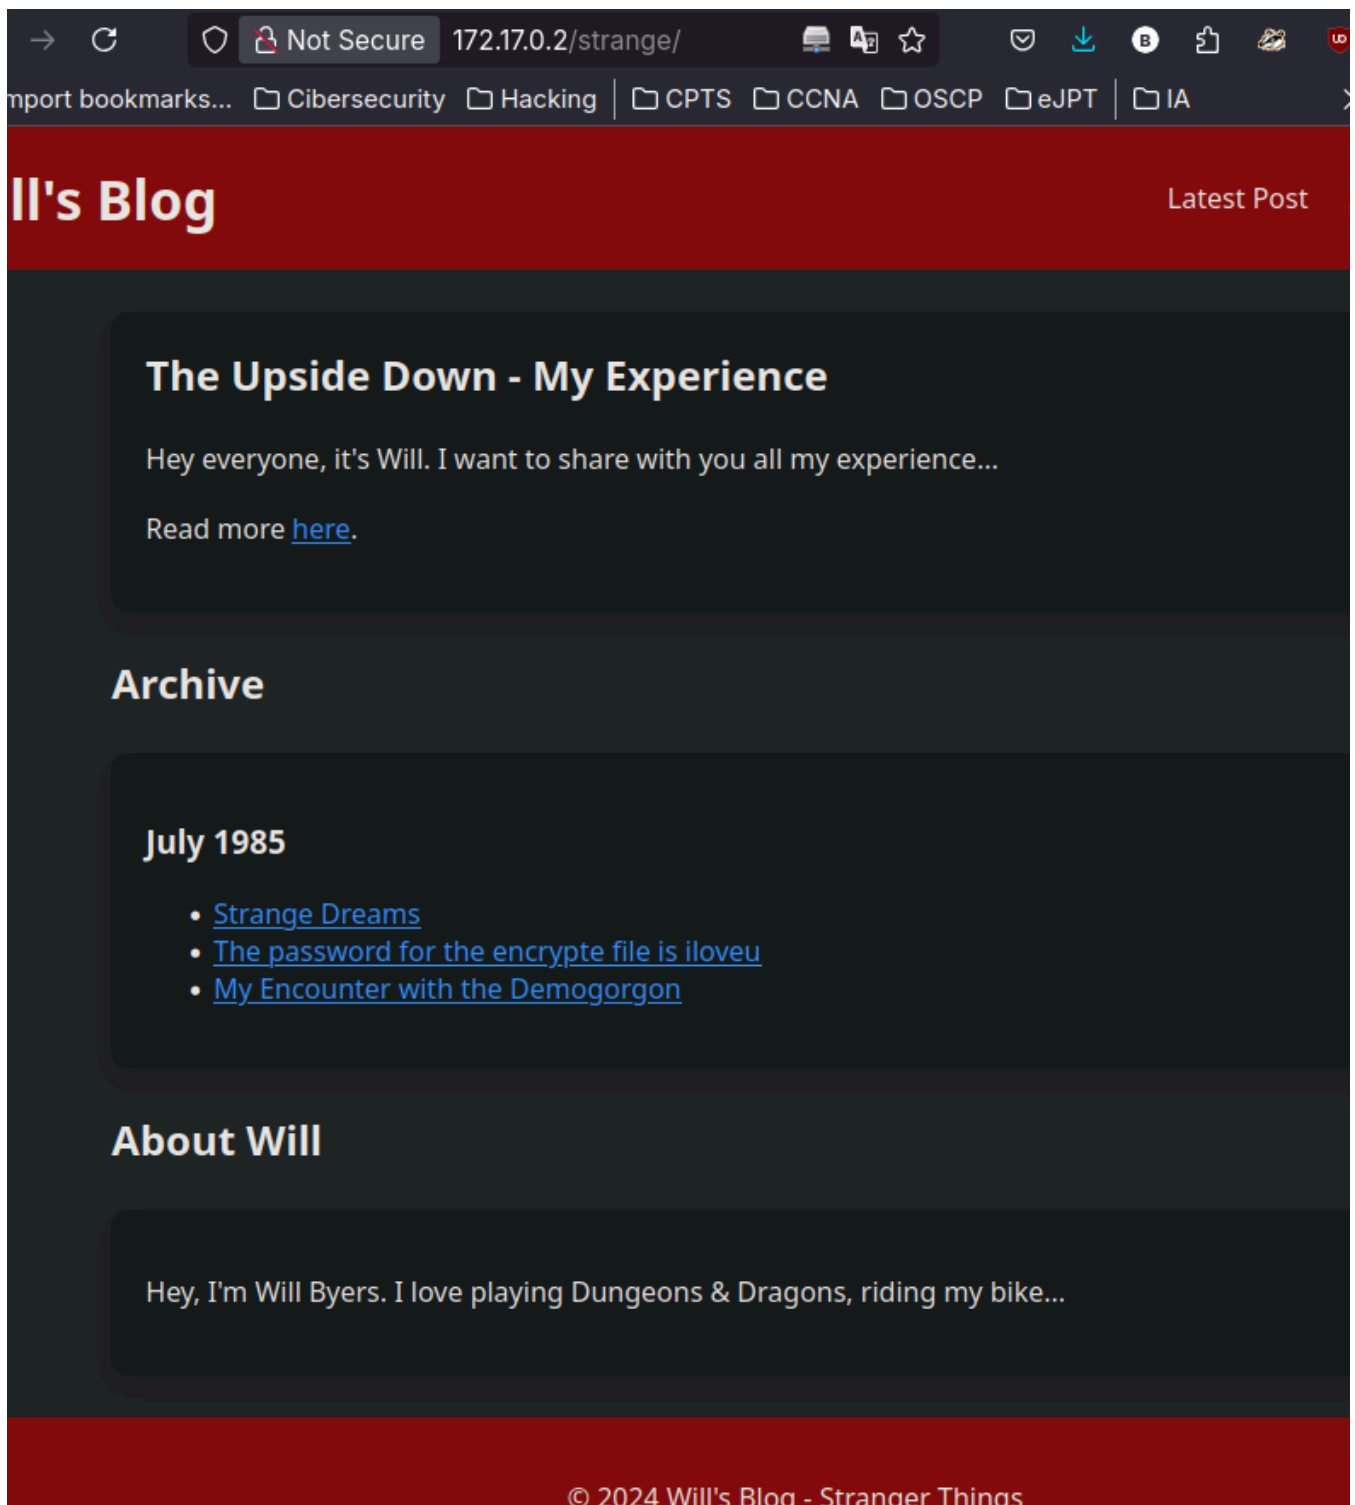 Not Secure 172.17.0.2/strange/
bookmarks... Cibersecurity Hacking CPTS CCNA OSCP eJPT IA
ll's Blog
Latest Post
The Upside Down - My Experience
Hey everyone, it's Will. I want to share with you all my experience...
Read more here.
Archive
July 1985
Strange Dreams
The password for the encrypte file is iloveu
My Encounter with the Demogorgon
About Will
Hey, I'm Will Byers. I love playing Dungeons & Dragons, riding my bike...
© 2024 Will's Blog - Stranger Things